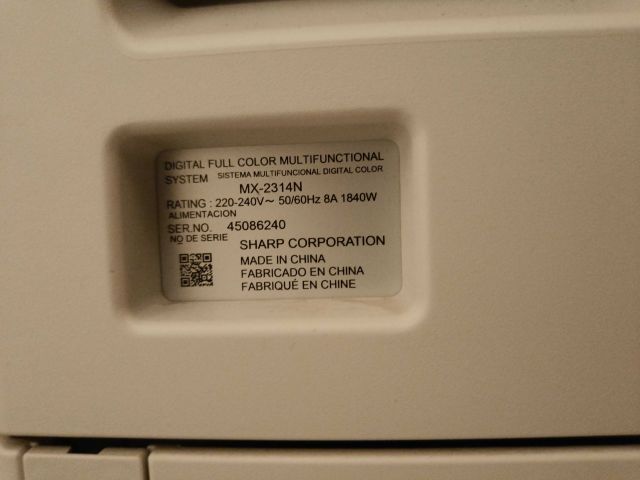 DIGITAL FULL COLOR MULTIFUNCTIONAL
SYSTEM SISTEMA MULTIFUNCIONAL DIGITAL COLOR
MX-2314N
RATING : 220-240V~ 50/60Hz 8A 1840W
ALIMENTACION
SER.NO. 45086240
NO DE SERIE
SHARP CORPORATION
MADE IN CHINA
FABRICADO EN CHINA
FABRIQUÉ EN CHINE